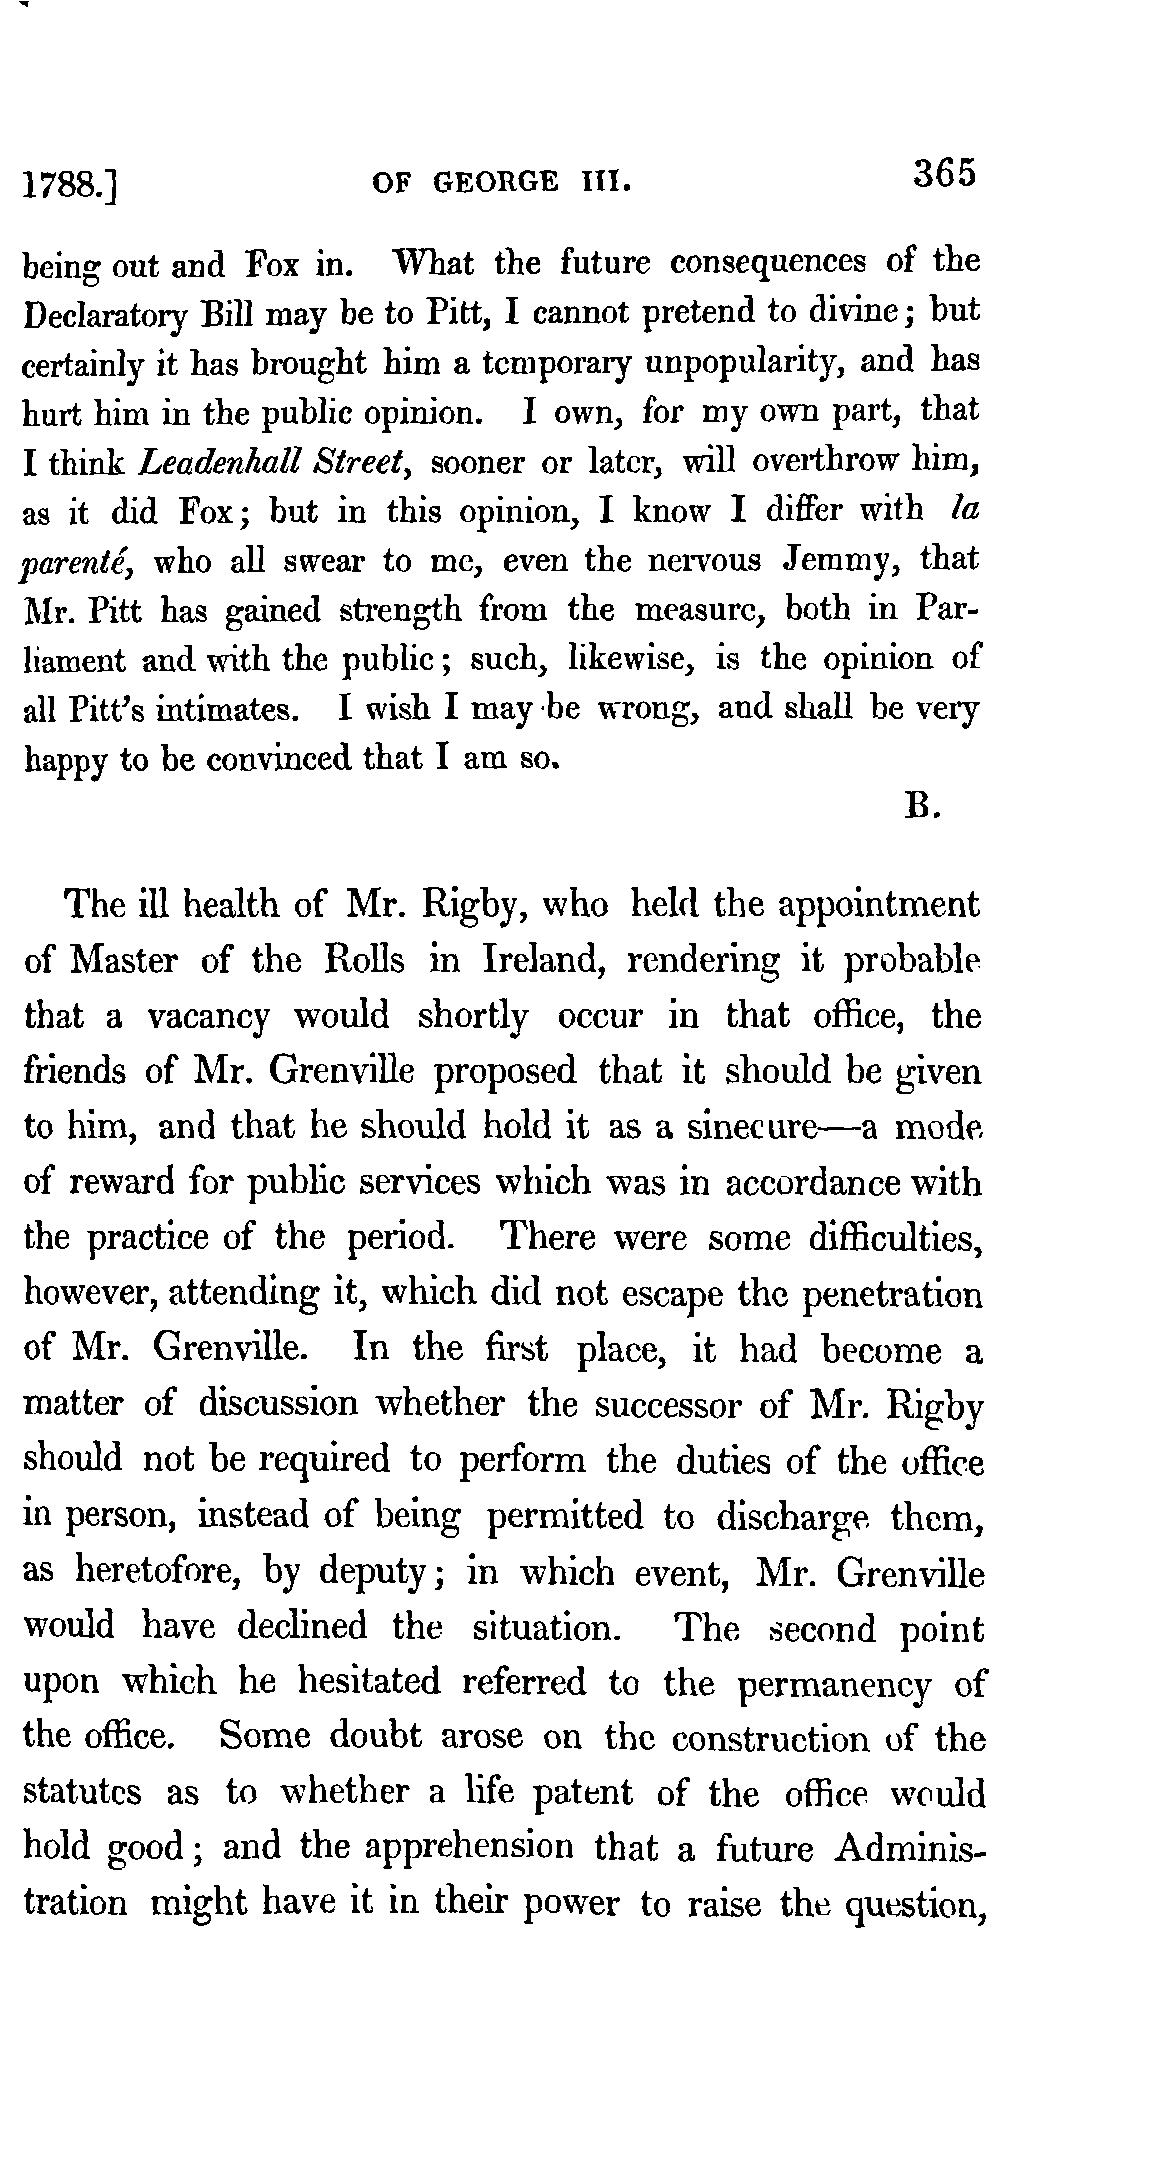 1788.] OF GEORGE III. 365
being out and Fox in. What the future consequences of the
Declaratory Bill may be to Pitt, I cannot pretend to divine; but
certainly it has brought him a temporary unpopularity, and has
hurt him in the public opinion. I own, for my own part, that
I think Leadenhall Street, sooner or later, will overthrow him,
as it did Fox; but in this opinion, I know I differ with la
parenté, who all swear to me, even the nervous Jemmy, that
Mr. Pitt has gained strength from the measure, both in Par-
liament and with the public; such, likewise, is the opinion of
all Pitt's intimates. I wish I may be wrong, and shall be very
happy to be convinced that I am so.
B.
The ill health of Mr. Rigby, who held the appointment
of Master of the Rolls in Ireland, rendering it probable
that a vacancy would shortly occur in that office, the
friends of Mr. Grenville proposed that it should be given
to him, and that he should hold it as a sinecure—a mode
of reward for public services which was in accordance with
the practice of the period. There were some difficulties,
however, attending it, which did not escape the penetration
of Mr. Grenville. In the first place, it had become a
matter of discussion whether the successor of Mr. Rigby
should not be required to perform the duties of the office
in person, instead of being permitted to discharge them,
as heretofore, by deputy; in which event, Mr. Grenville
would have declined the situation. The second point
upon which he hesitated referred to the permanency of
the office. Some doubt arose on the construction of the
statutes as to whether a life patent of the office would
hold good; and the apprehension that a future Adminis-
tration might have it in their power to raise the question,